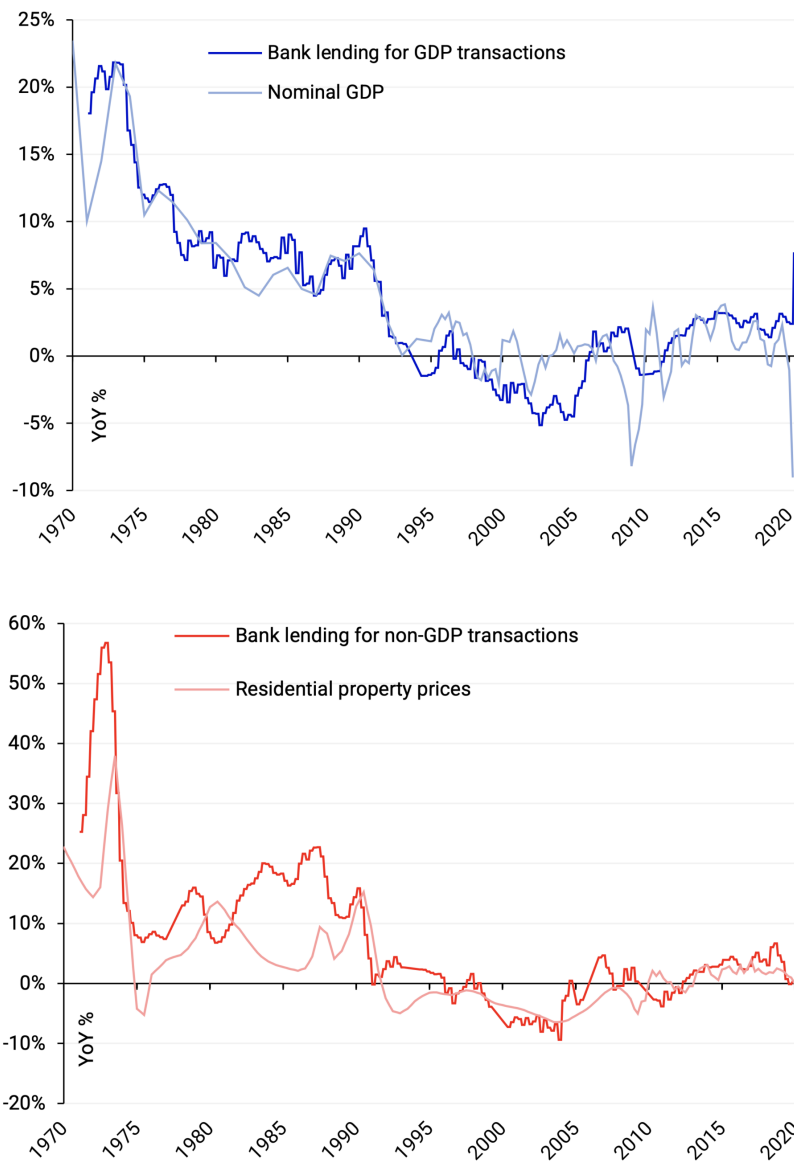 25%
Bank lending for GDP transactions
20%
Nominal GDP
15%
10%
5%
0%
YoY %
-5%
-10%
1970 1975 1980 1985 1990 1995 2000 2005 2010 2015 2020
60%
Bank lending for non-GDP transactions
50%
Residential property prices
40%
30%
20%
10%
0%
YoY %
-10%
-20%
1970 1975 1980 1985 1990 1995 2000 2005 2010 2015 2020